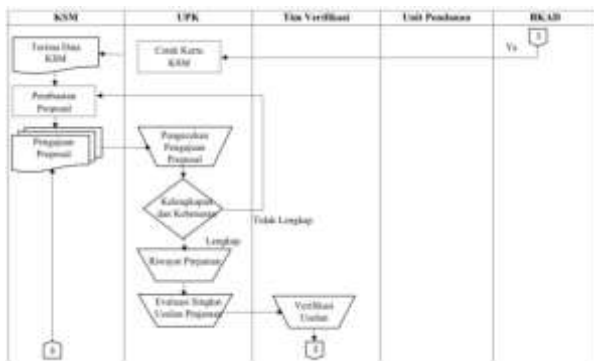 KSM
UPK
Tim Verifikasi
Unit Pendanaan
BKAD
Terima Data
KSM
Cetak Kartu
KSM
Ya
Pembuatan
Proposal
Pengajuan
Proposal
Pengecekan
Pengajuan
Proposal
Kelengkapan
dan Kebenaran
Tidak Lengkap
Lengkap
Riwayat Pinjaman
Evaluasi Singkat
Usulan Pinjaman
Verifikasi
Usulan